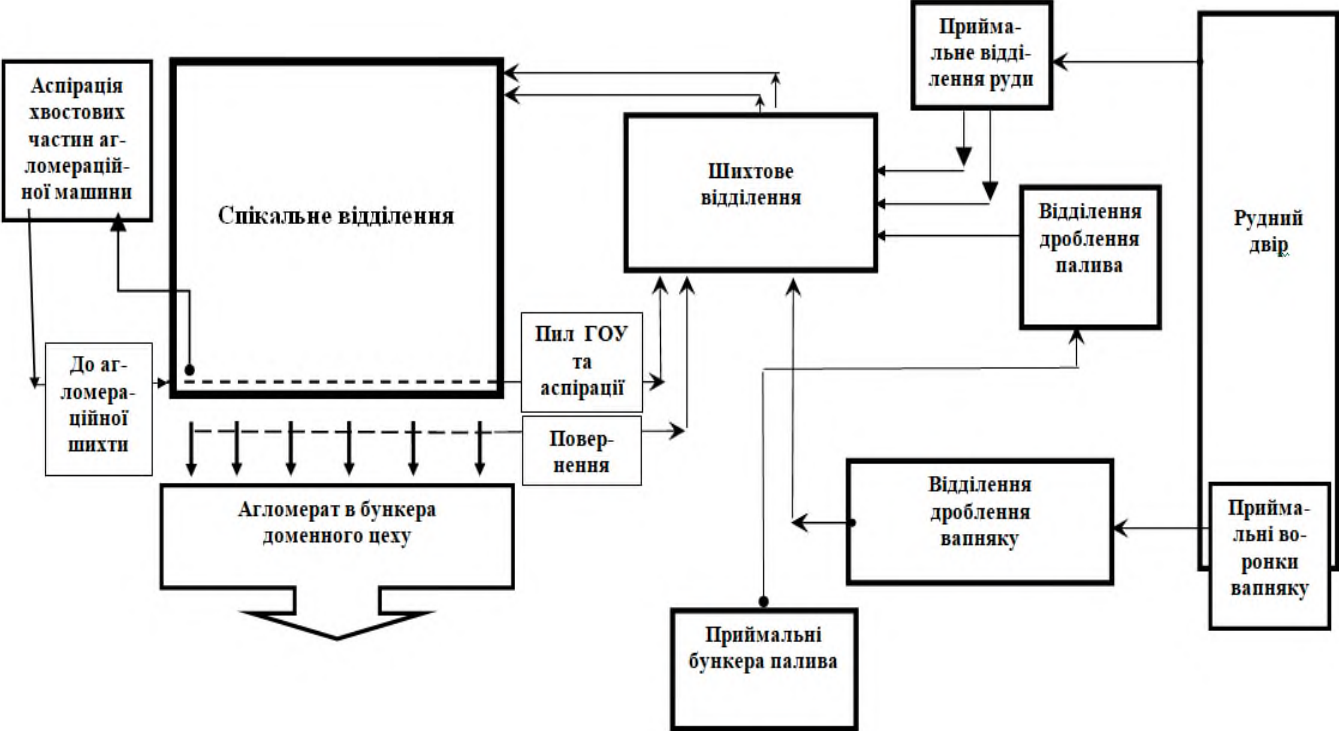 Аспірація
хвостових
частин аг-
ломерацій-
ної машини
Спікальне відділення
Шихтове
відділення
Прийма-
льне відді-
лення руди
Відділення
дроблення
палива
Рудний
двір
До аг-
ломера-
ційної
шихти
Пил ГОУ
та
аспірації
Повер-
нення
Агломерат в бункера
доменного цеху
Відділення
дроблення
вапняку
Прийма-
льні во-
ронки
вапняку
Приймальні
бункера палива